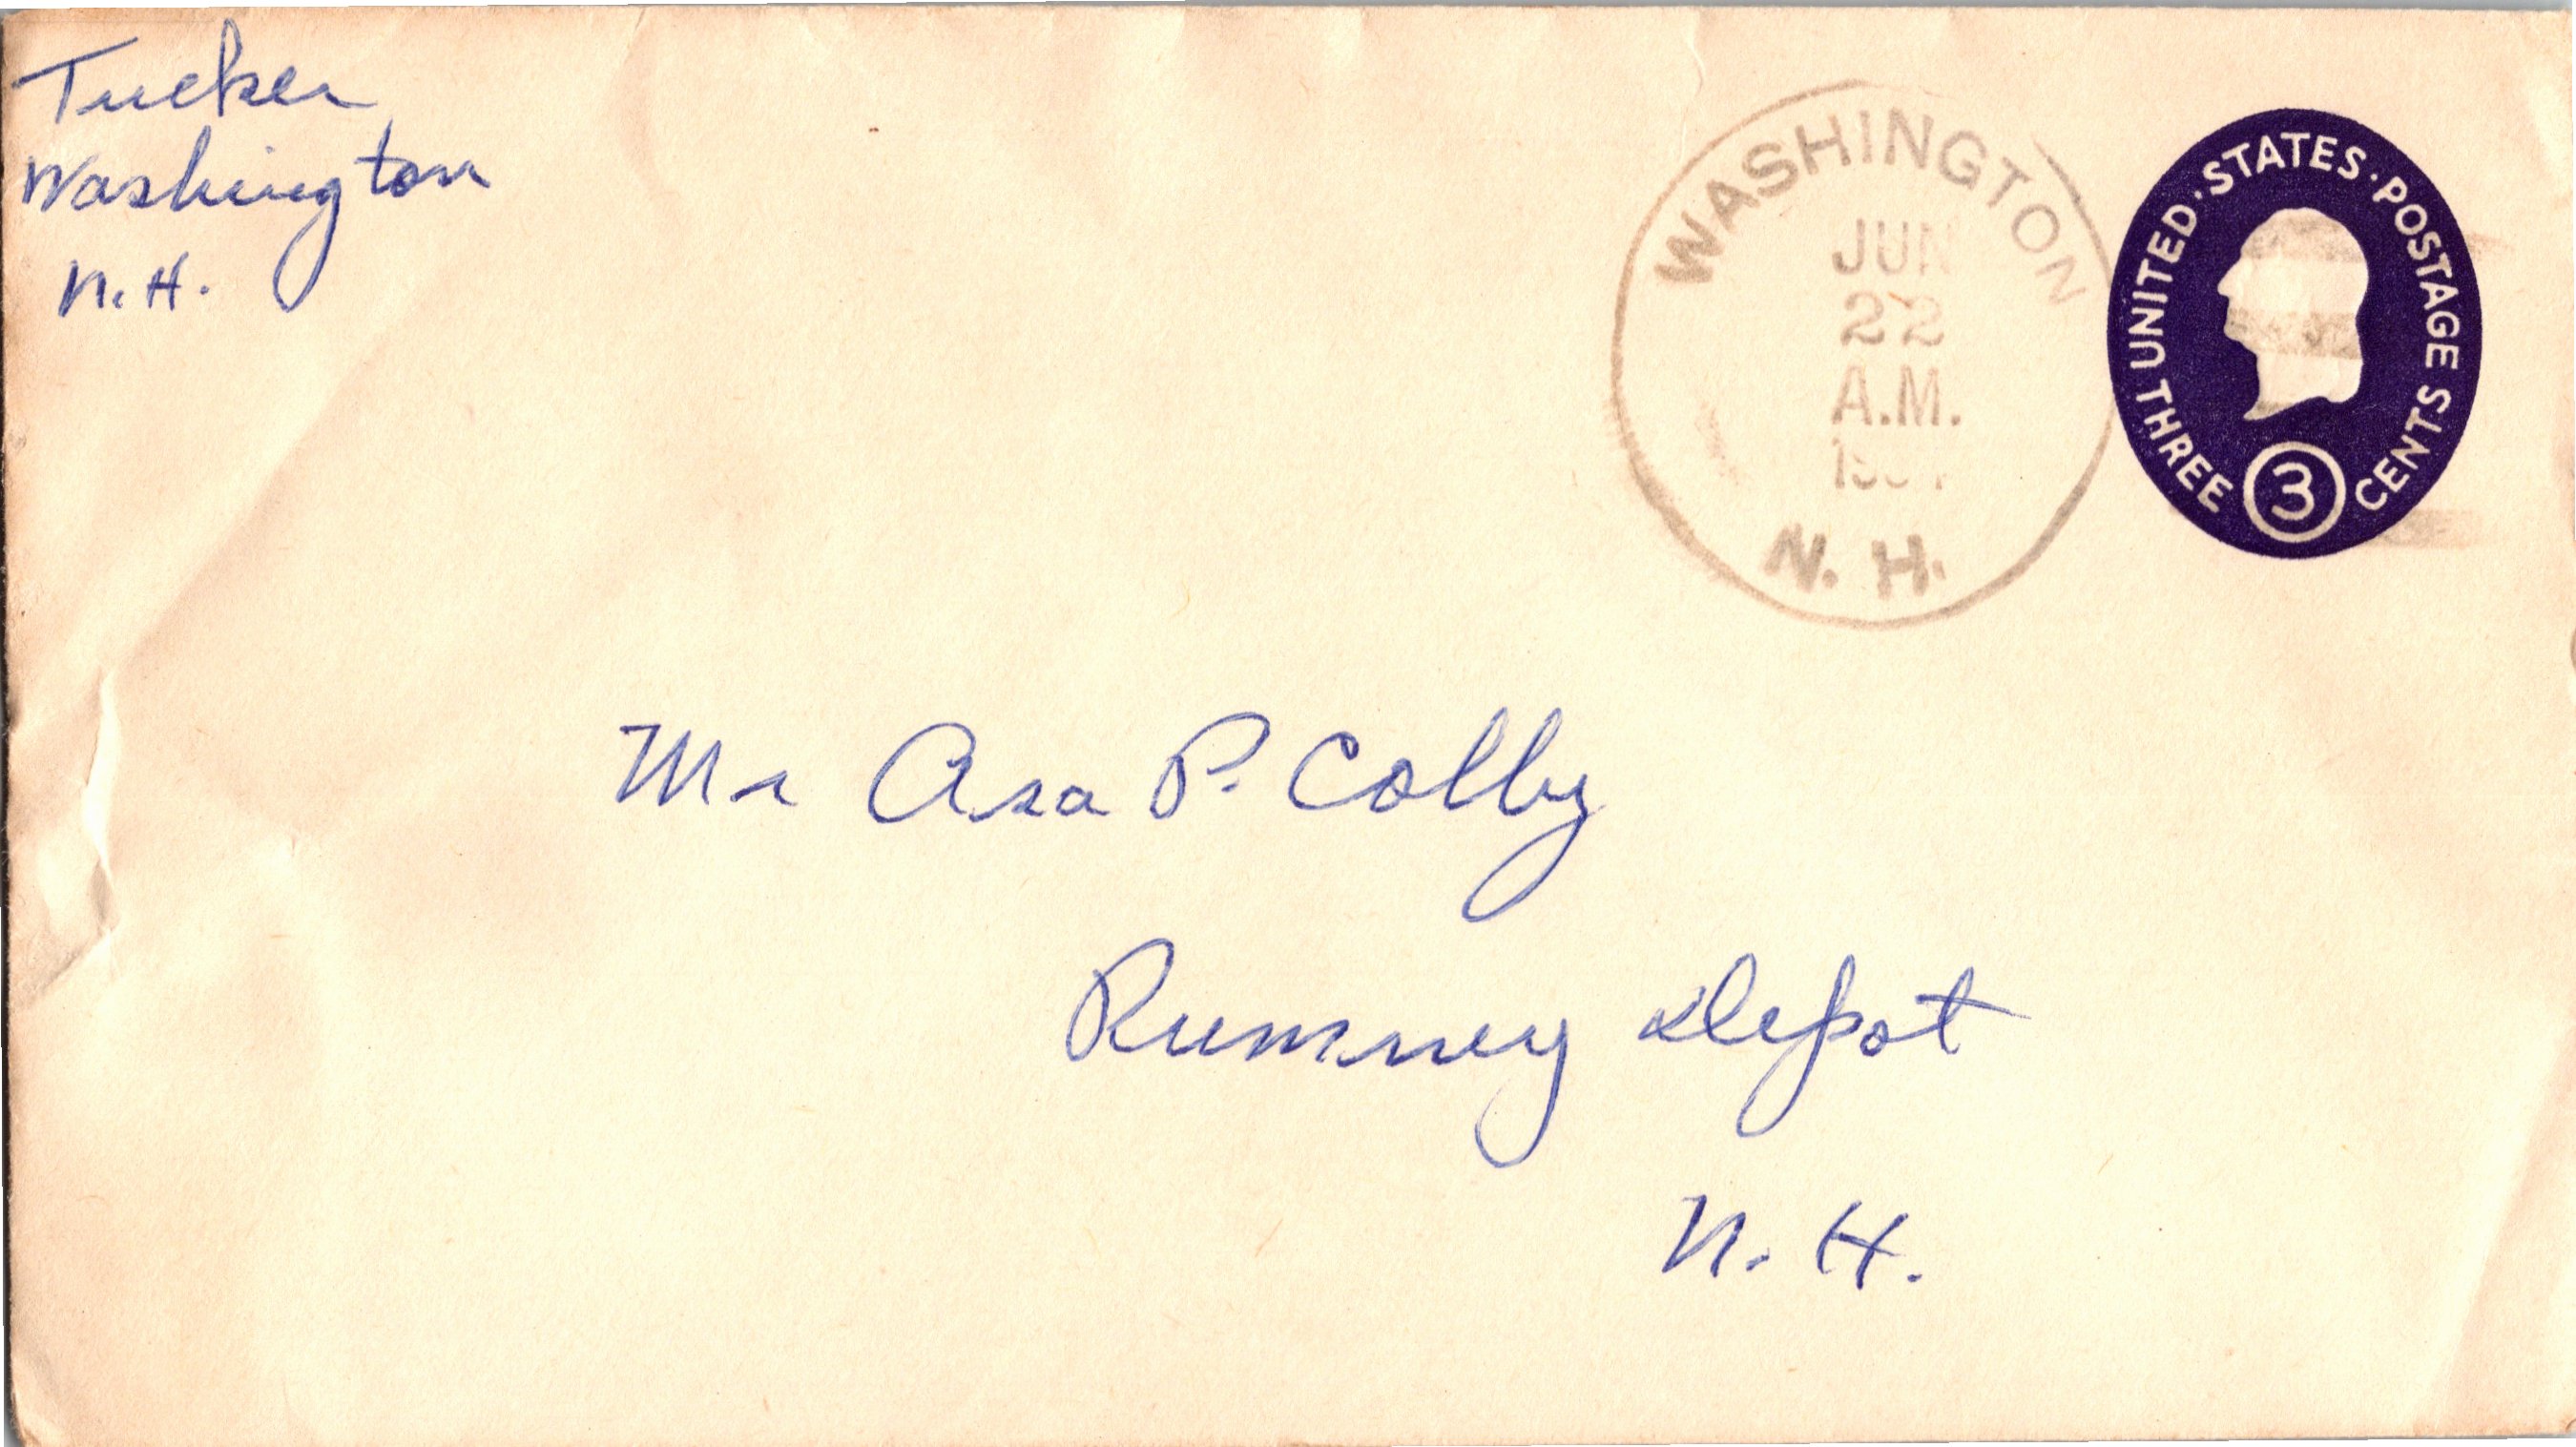 Tucker
Washington
N.H.
WASHINGTON
JUN
22
A.M.
N. H.
UNITED · STATES · POSTAGE
THREE 3 CENTS
Mr Asa P. Colby
Rumney Depot
N. H.